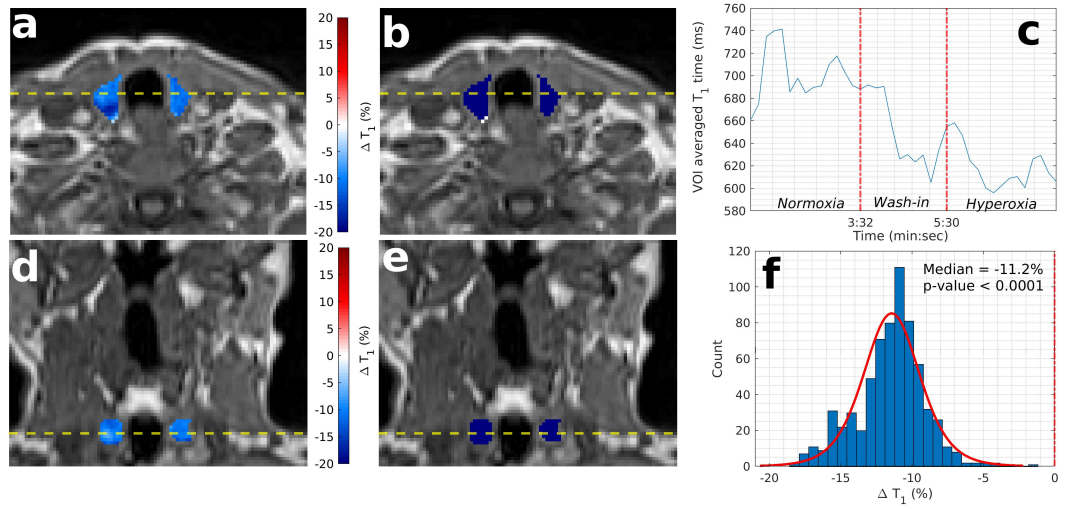 a
20
15
10
5
0
-5
-10
-15
-20
Δ T1 (%)
b
c
760
740
720
700
680
660
640
620
600
580
VOI averaged T1 time (ms)
Normoxia
Wash-in
Hyperoxia
3:32
5:30
Time (min:sec)
d
20
15
10
5
0
-5
-10
-15
-20
Δ T1 (%)
e
f
Median = -11.2%
p-value < 0.0001
120
100
80
60
40
20
0
Count
-20
-15
-10
-5
0
Δ T1 (%)